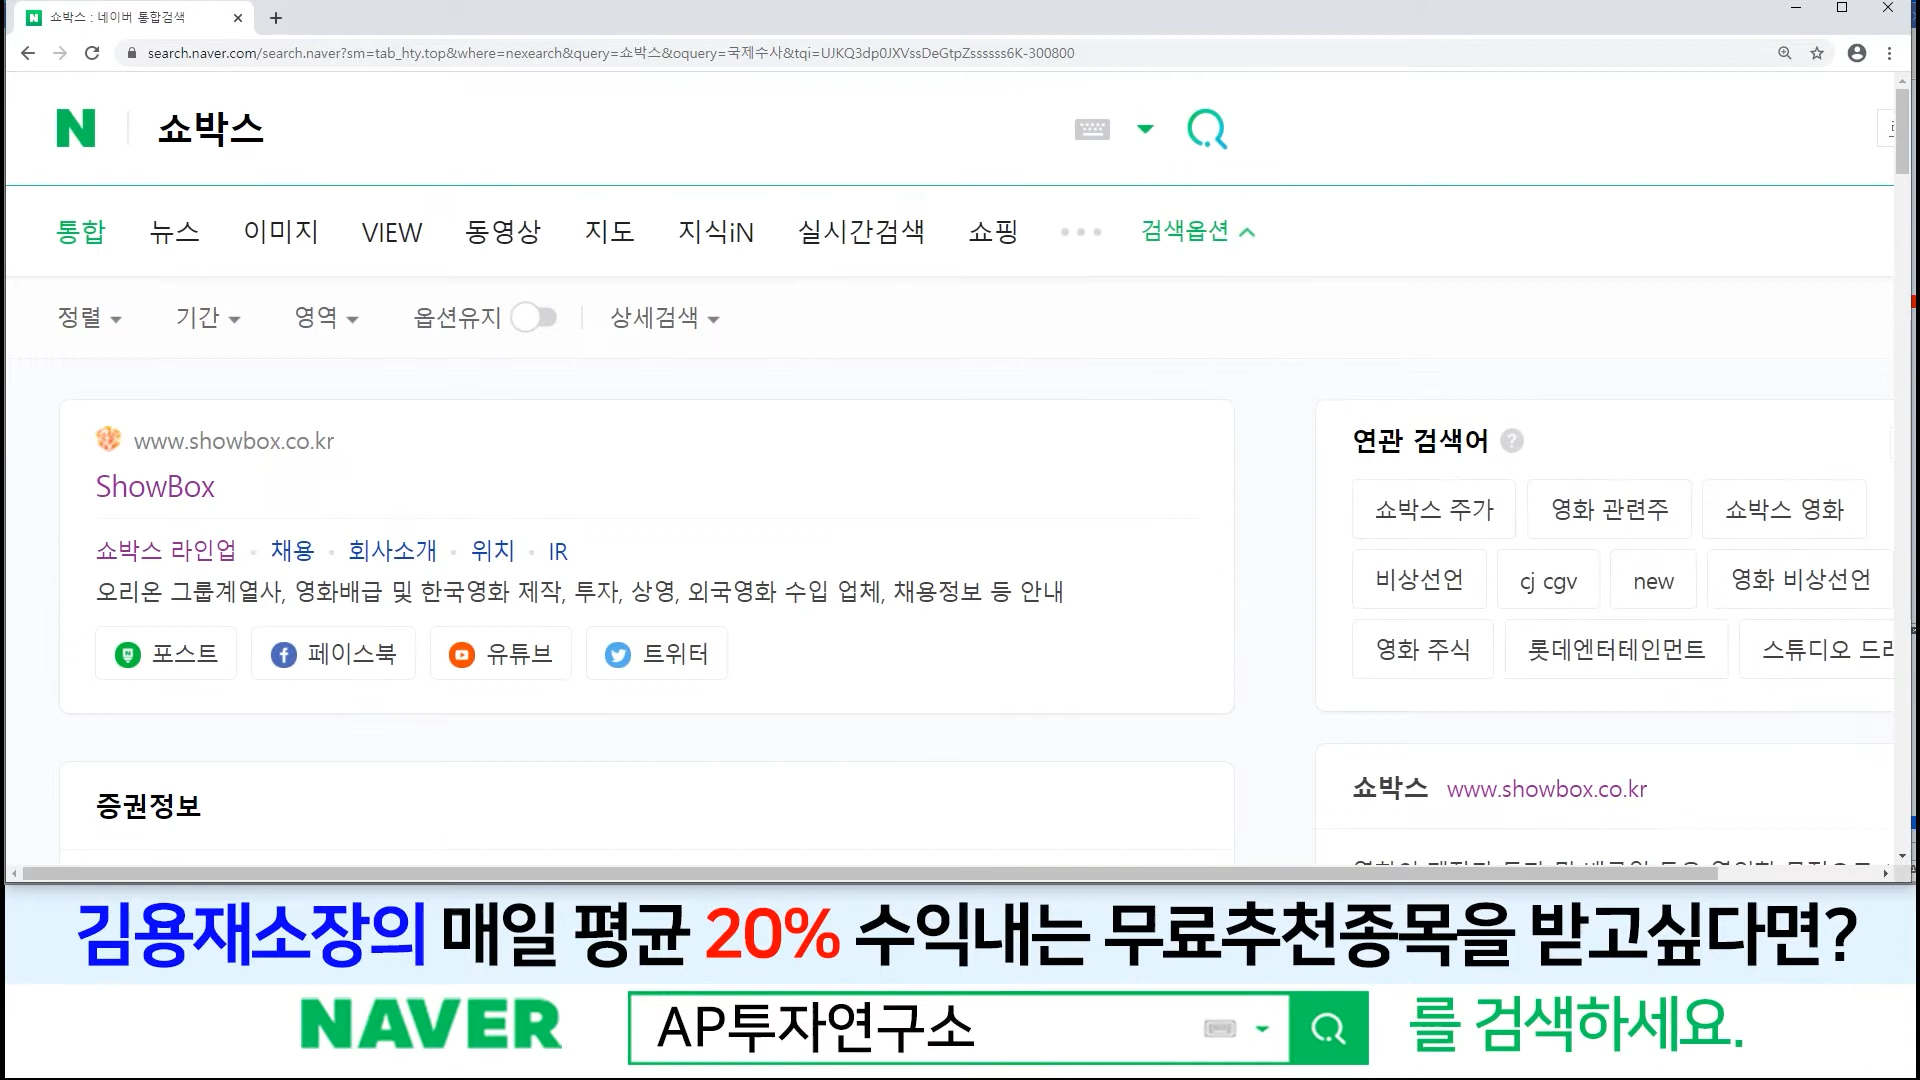 쇼박스 : 네이버 통합검색
search.naver.com/search.naver?sm=tab_hty.top&where=nexearch&query=쇼박스&oquery=국제수사&tqi=UJKQ3dp0JXVssDeGtpZssssss6K-300800
N 쇼박스
통합 뉴스 이미지 VIEW 동영상 지도 지식iN 실시간검색 쇼핑 검색옵션
정렬 기간 영역 옵션유지 상세검색
www.showbox.co.kr
ShowBox
쇼박스 라인업 · 채용 · 회사소개 · 위치 · IR
오리온 그룹계열사, 영화배급 및 한국영화 제작, 투자, 상영, 외국영화 수입 업체, 채용정보 등 안내
포스트 페이스북 유튜브 트위터
증권정보
연관 검색어 ?
쇼박스 주가 영화 관련주 쇼박스 영화
비상선언 cj cgv new 영화 비상선언
영화 주식 롯데엔터테인먼트 스튜디오
쇼박스 www.showbox.co.kr
김용재소장의 매일 평균 20% 수익내는 무료추천종목을 받고싶다면?
NAVER AP투자연구소 를 검색하세요.